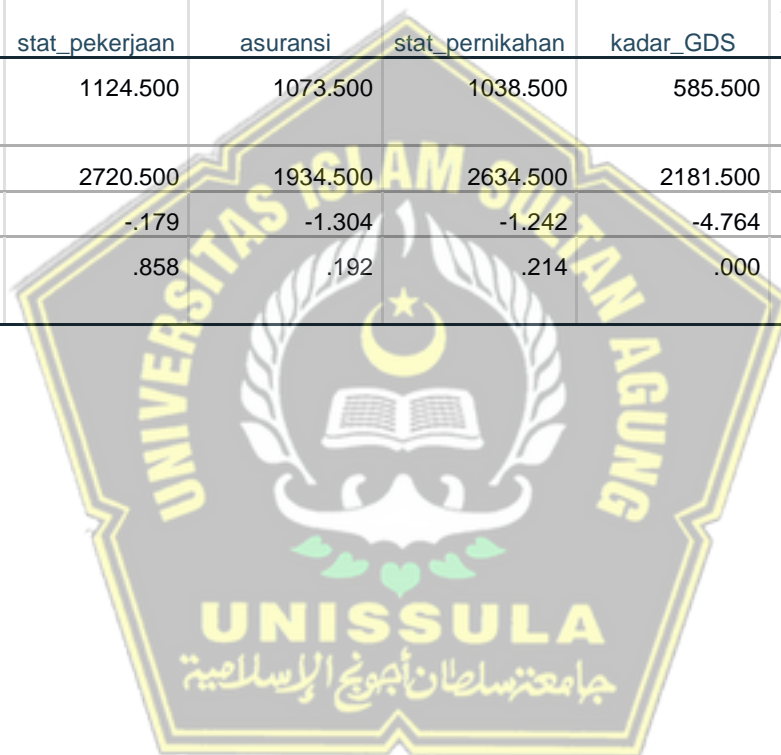 stat_pekerjaan asuransi stat_pernikahan kadar_GDS
1124.500 1073.500 1038.500 585.500
2720.500 1934.500 2634.500 2181.500
-.179 -1.304 -1.242 -4.764
.858 .192 .214 .000
UNIVERSITAS ISLAM SULTAN AGUNG
UNISSULA
جامعترسلطان أجونج الإسلامية